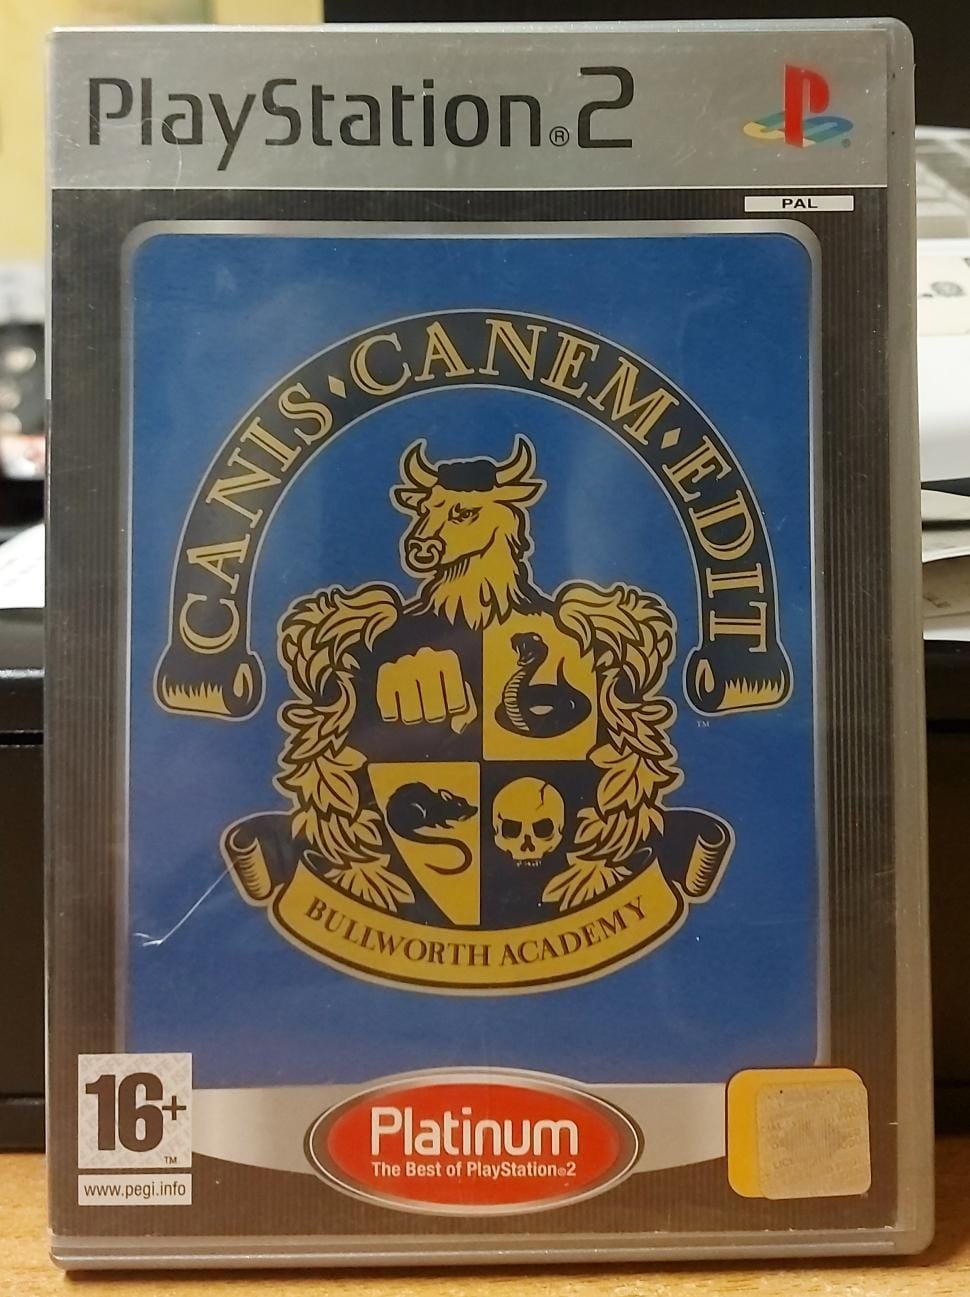 PlayStation®2
PAL
CANIS · CANEM · EDIT
TM
BULLWORTH ACADEMY
16+
TM
www.pegi.info
Platinum
The Best of PlayStation®2